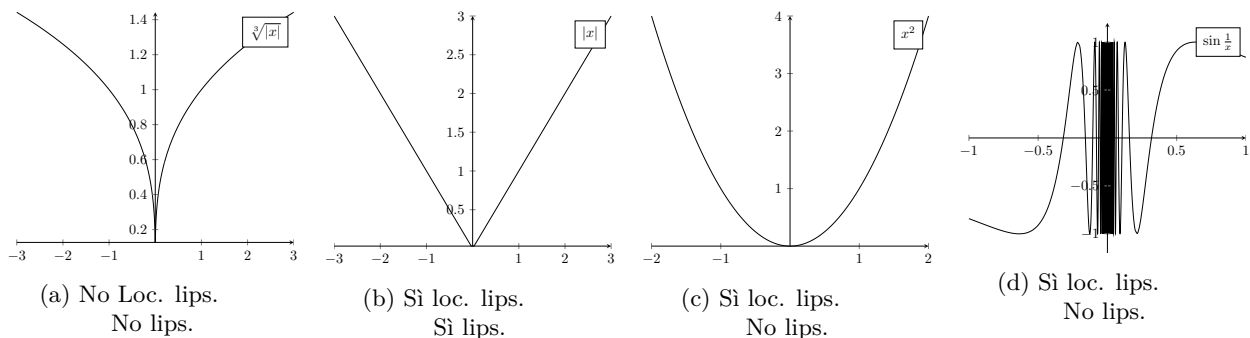 1.4
1.2
1
0.8
0.6
0.4
0.2
−3 −2 −1 1 2 3
∛|x|
(a) No Loc. lips.
No lips.
3
2.5
2
1.5
1
0.5
−3 −2 −1 1 2 3
|x|
(b) Sì loc. lips.
Sì lips.
4
3
2
1
−2 −1 1 2
x²
(c) Sì loc. lips.
No lips.
1
0.5
−1 −0.5 0.5 1
−0.5
−1
sin 1/x
(d) Sì loc. lips.
No lips.